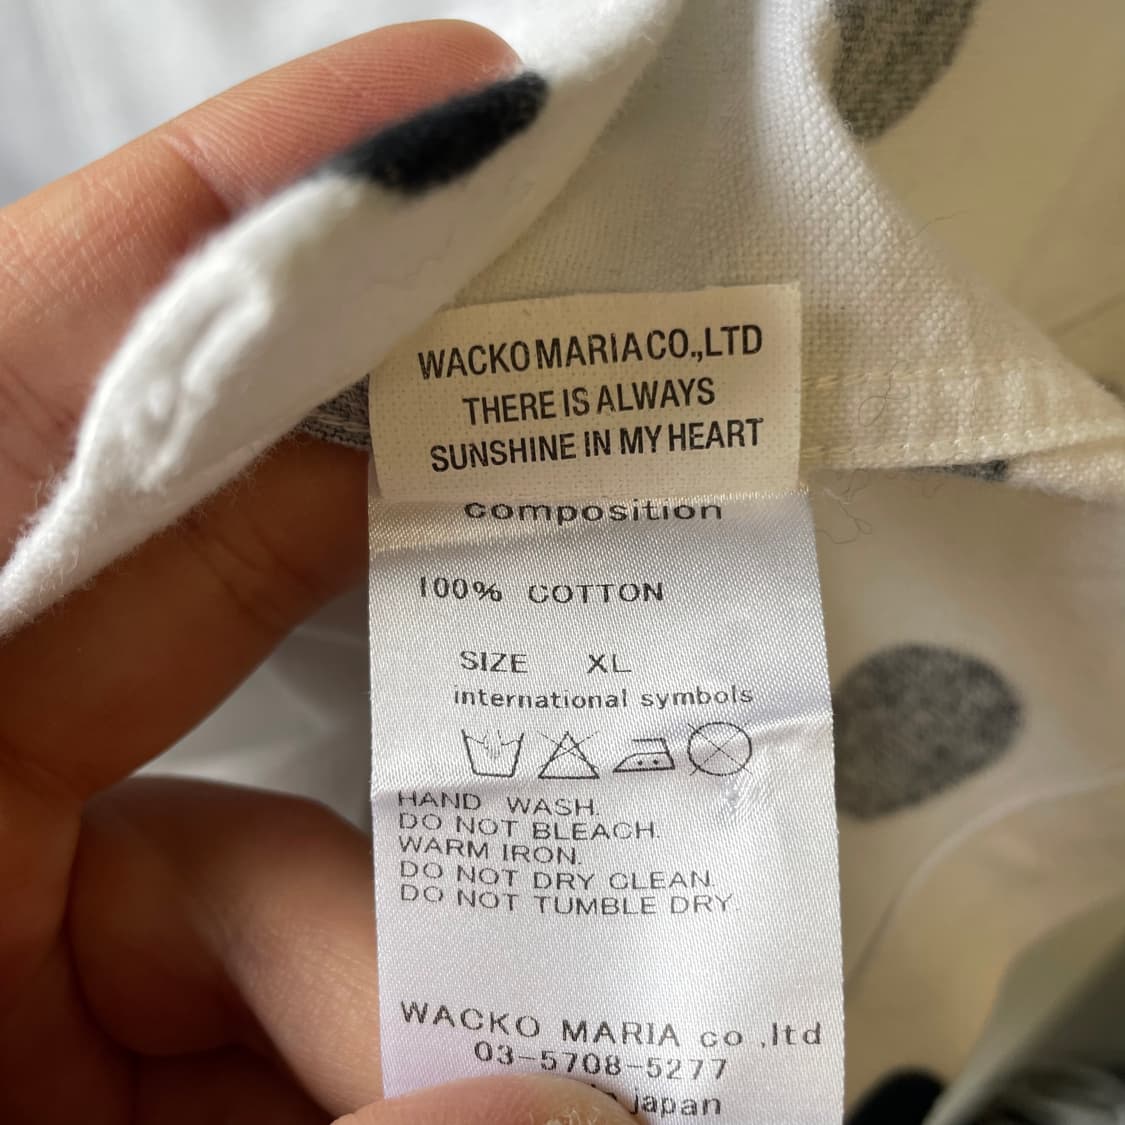 WACKO MARIA CO.,LTD
THERE IS ALWAYS
SUNSHINE IN MY HEART
composition
100% COTTON
SIZE XL
international symbols
HAND WASH.
DO NOT BLEACH.
WARM IRON.
DO NOT DRY CLEAN.
DO NOT TUMBLE DRY.
WACKO MARIA co.,ltd
03-5708-5277
japan